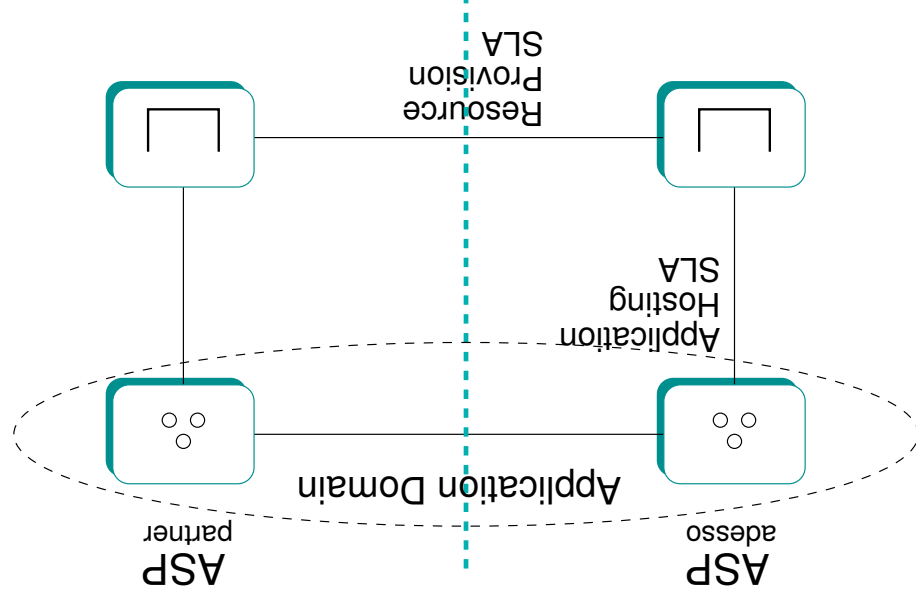 ASP
adesso
ASP
partner
Application Domain
Application
Hosting
SLA
Resource
Provision
SLA